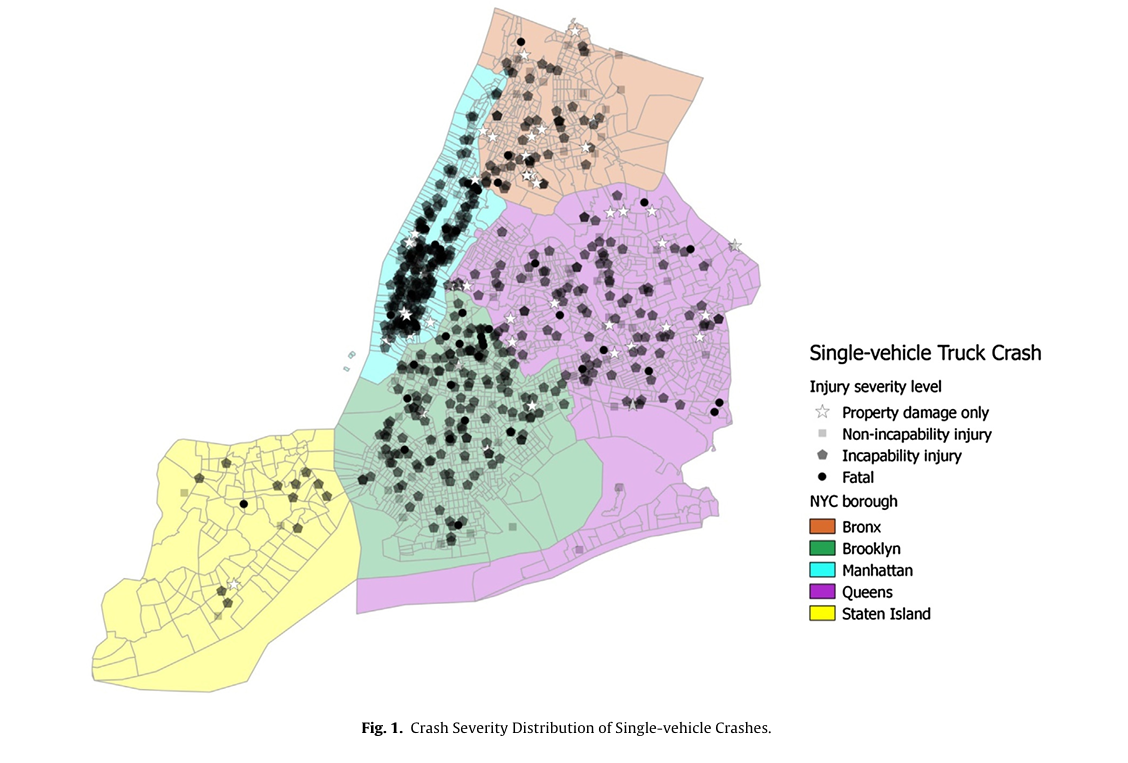 Single-vehicle Truck Crash
Injury severity level
Property damage only
Non-incapability injury
Incapability injury
Fatal
NYC borough
Bronx
Brooklyn
Manhattan
Queens
Staten Island
Fig. 1. Crash Severity Distribution of Single-vehicle Crashes.